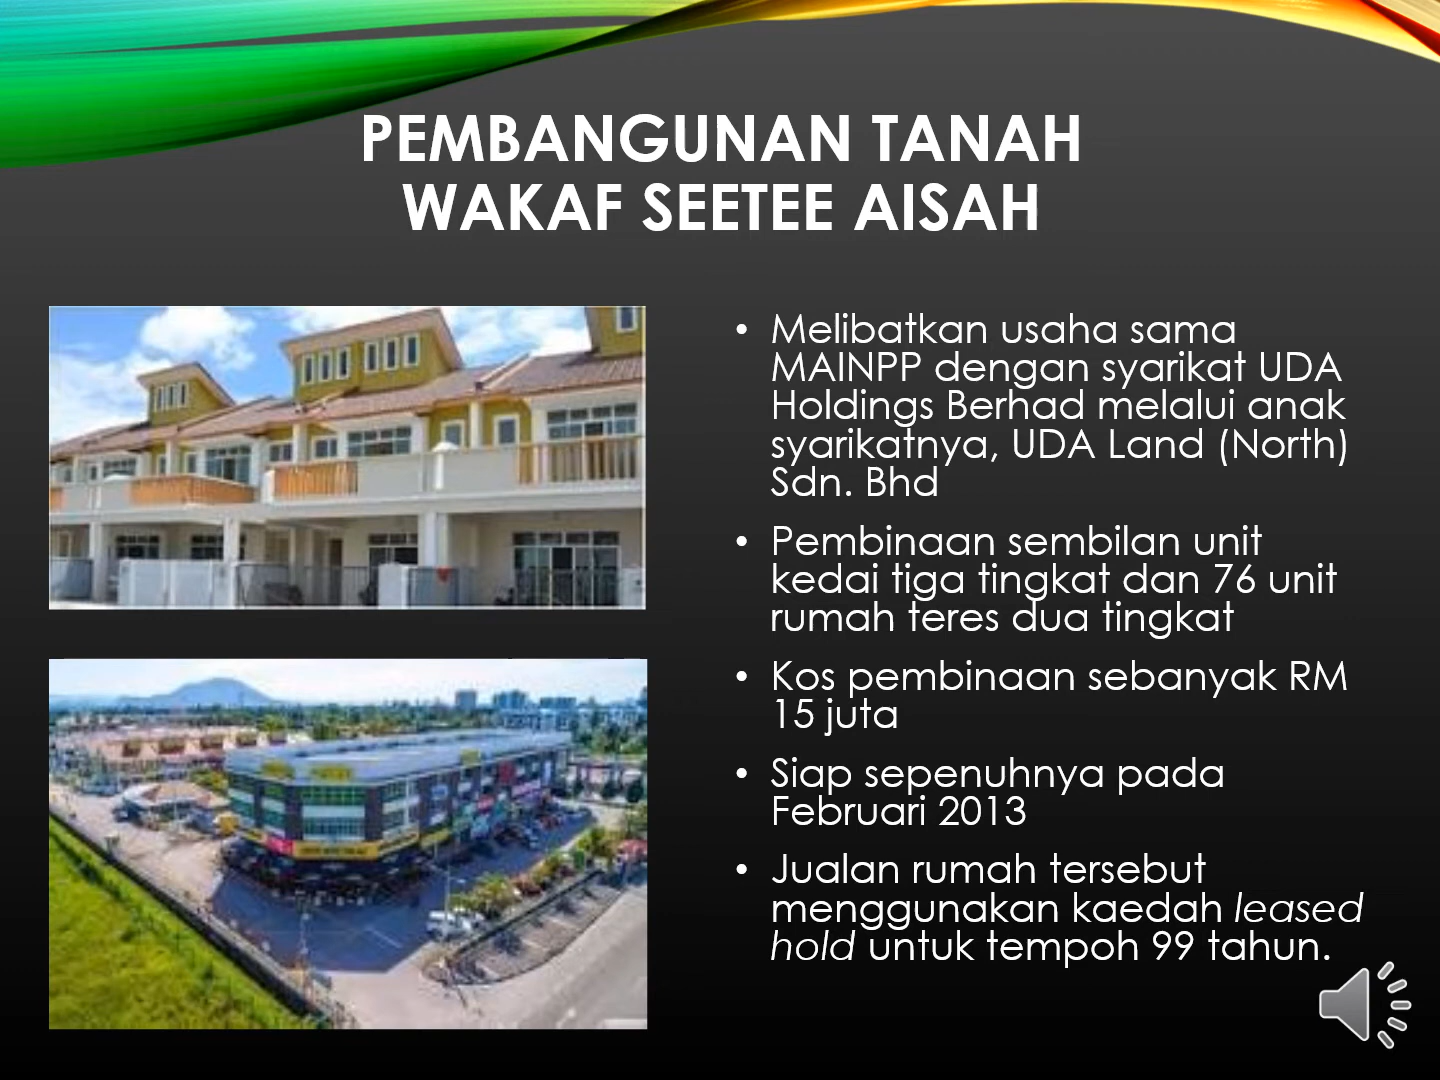 PEMBANGUNAN TANAH
WAKAF SEETEE AISAH
• Melibatkan usaha sama
MAINPP dengan syarikat UDA
Holdings Berhad melalui anak
syarikatnya, UDA Land (North)
Sdn. Bhd
• Pembinaan sembilan unit
kedai tiga tingkat dan 76 unit
rumah teres dua tingkat
• Kos pembinaan sebanyak RM
15 juta
• Siap sepenuhnya pada
Februari 2013
• Jualan rumah tersebut
menggunakan kaedah leased
hold untuk tempoh 99 tahun.